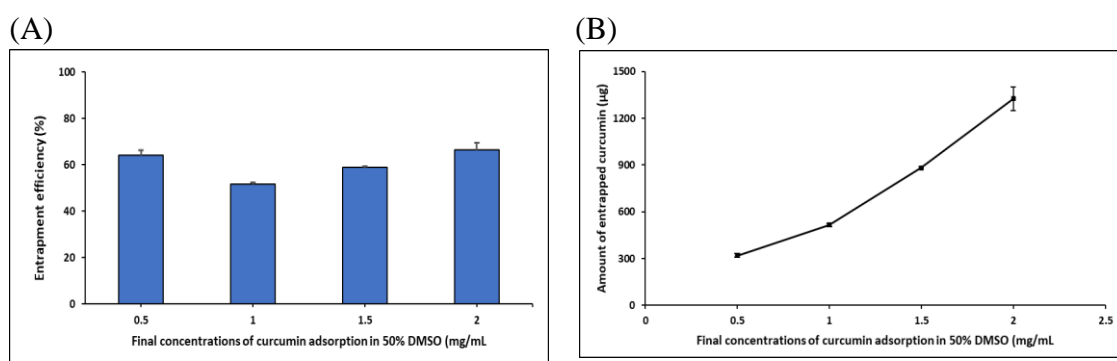 (A)
Entrapment efficiency (%)
100
80
60
40
20
0
0.5 1 1.5 2
Final concentrations of curcumin adsorption in 50% DMSO (mg/mL
(B)
Amount of entrapped curcumin (µg)
1500
1200
900
600
300
0
0 0.5 1 1.5 2 2.5
Final concentrations of curcumin adsorption in 50% DMSO (mg/mL